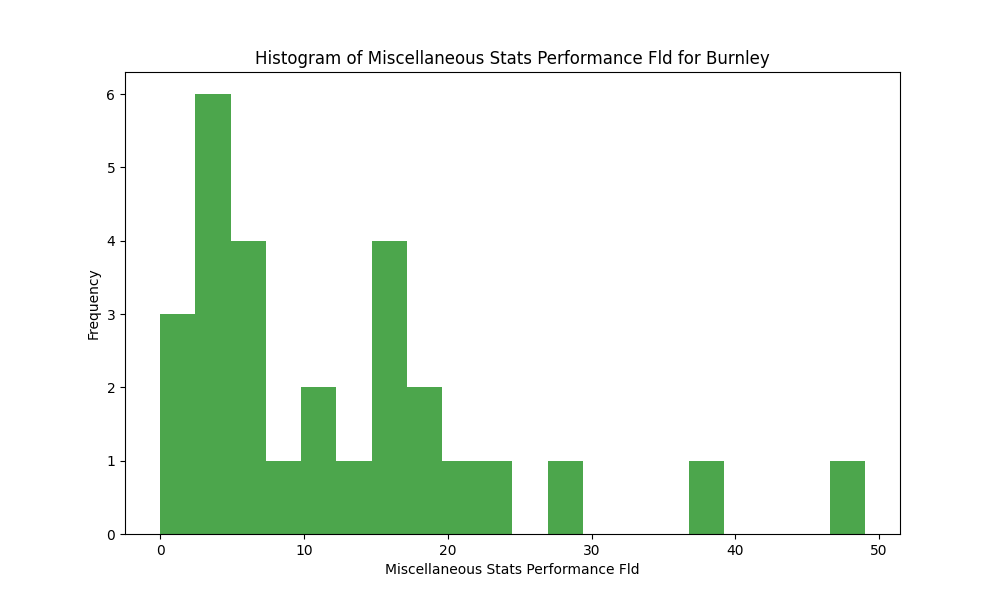 Histogram of Miscellaneous Stats Performance Fld for Burnley
6
5
4
3
2
1
0
Frequency
0 10 20 30 40 50
Miscellaneous Stats Performance Fld